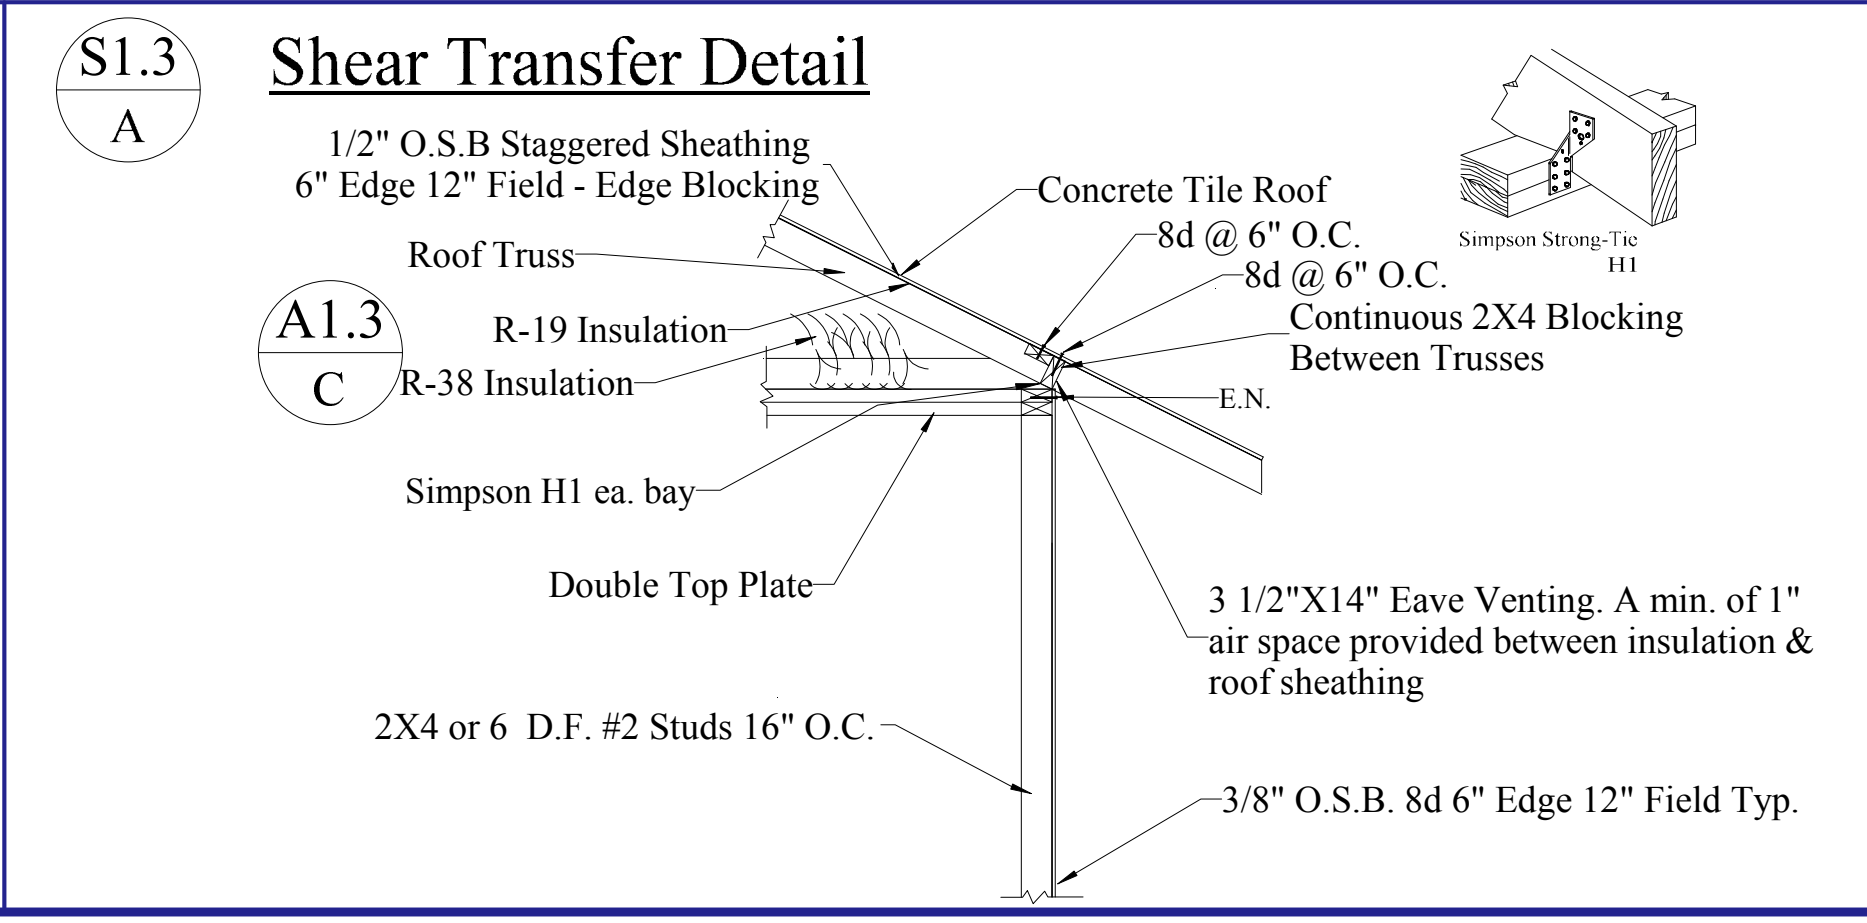 S1.3
A
Shear Transfer Detail
1/2" O.S.B Staggered Sheathing
6" Edge 12" Field - Edge Blocking
Concrete Tile Roof
8d @ 6" O.C.
8d @ 6" O.C.
Simpson Strong-Tie
H1
Roof Truss
A1.3
C
R-19 Insulation
R-38 Insulation
Continuous 2X4 Blocking
Between Trusses
E.N.
Simpson H1 ea. bay
Double Top Plate
3 1/2"X14" Eave Venting. A min. of 1"
air space provided between insulation &
roof sheathing
2X4 or 6 D.F. #2 Studs 16" O.C.
3/8" O.S.B. 8d 6" Edge 12" Field Typ.